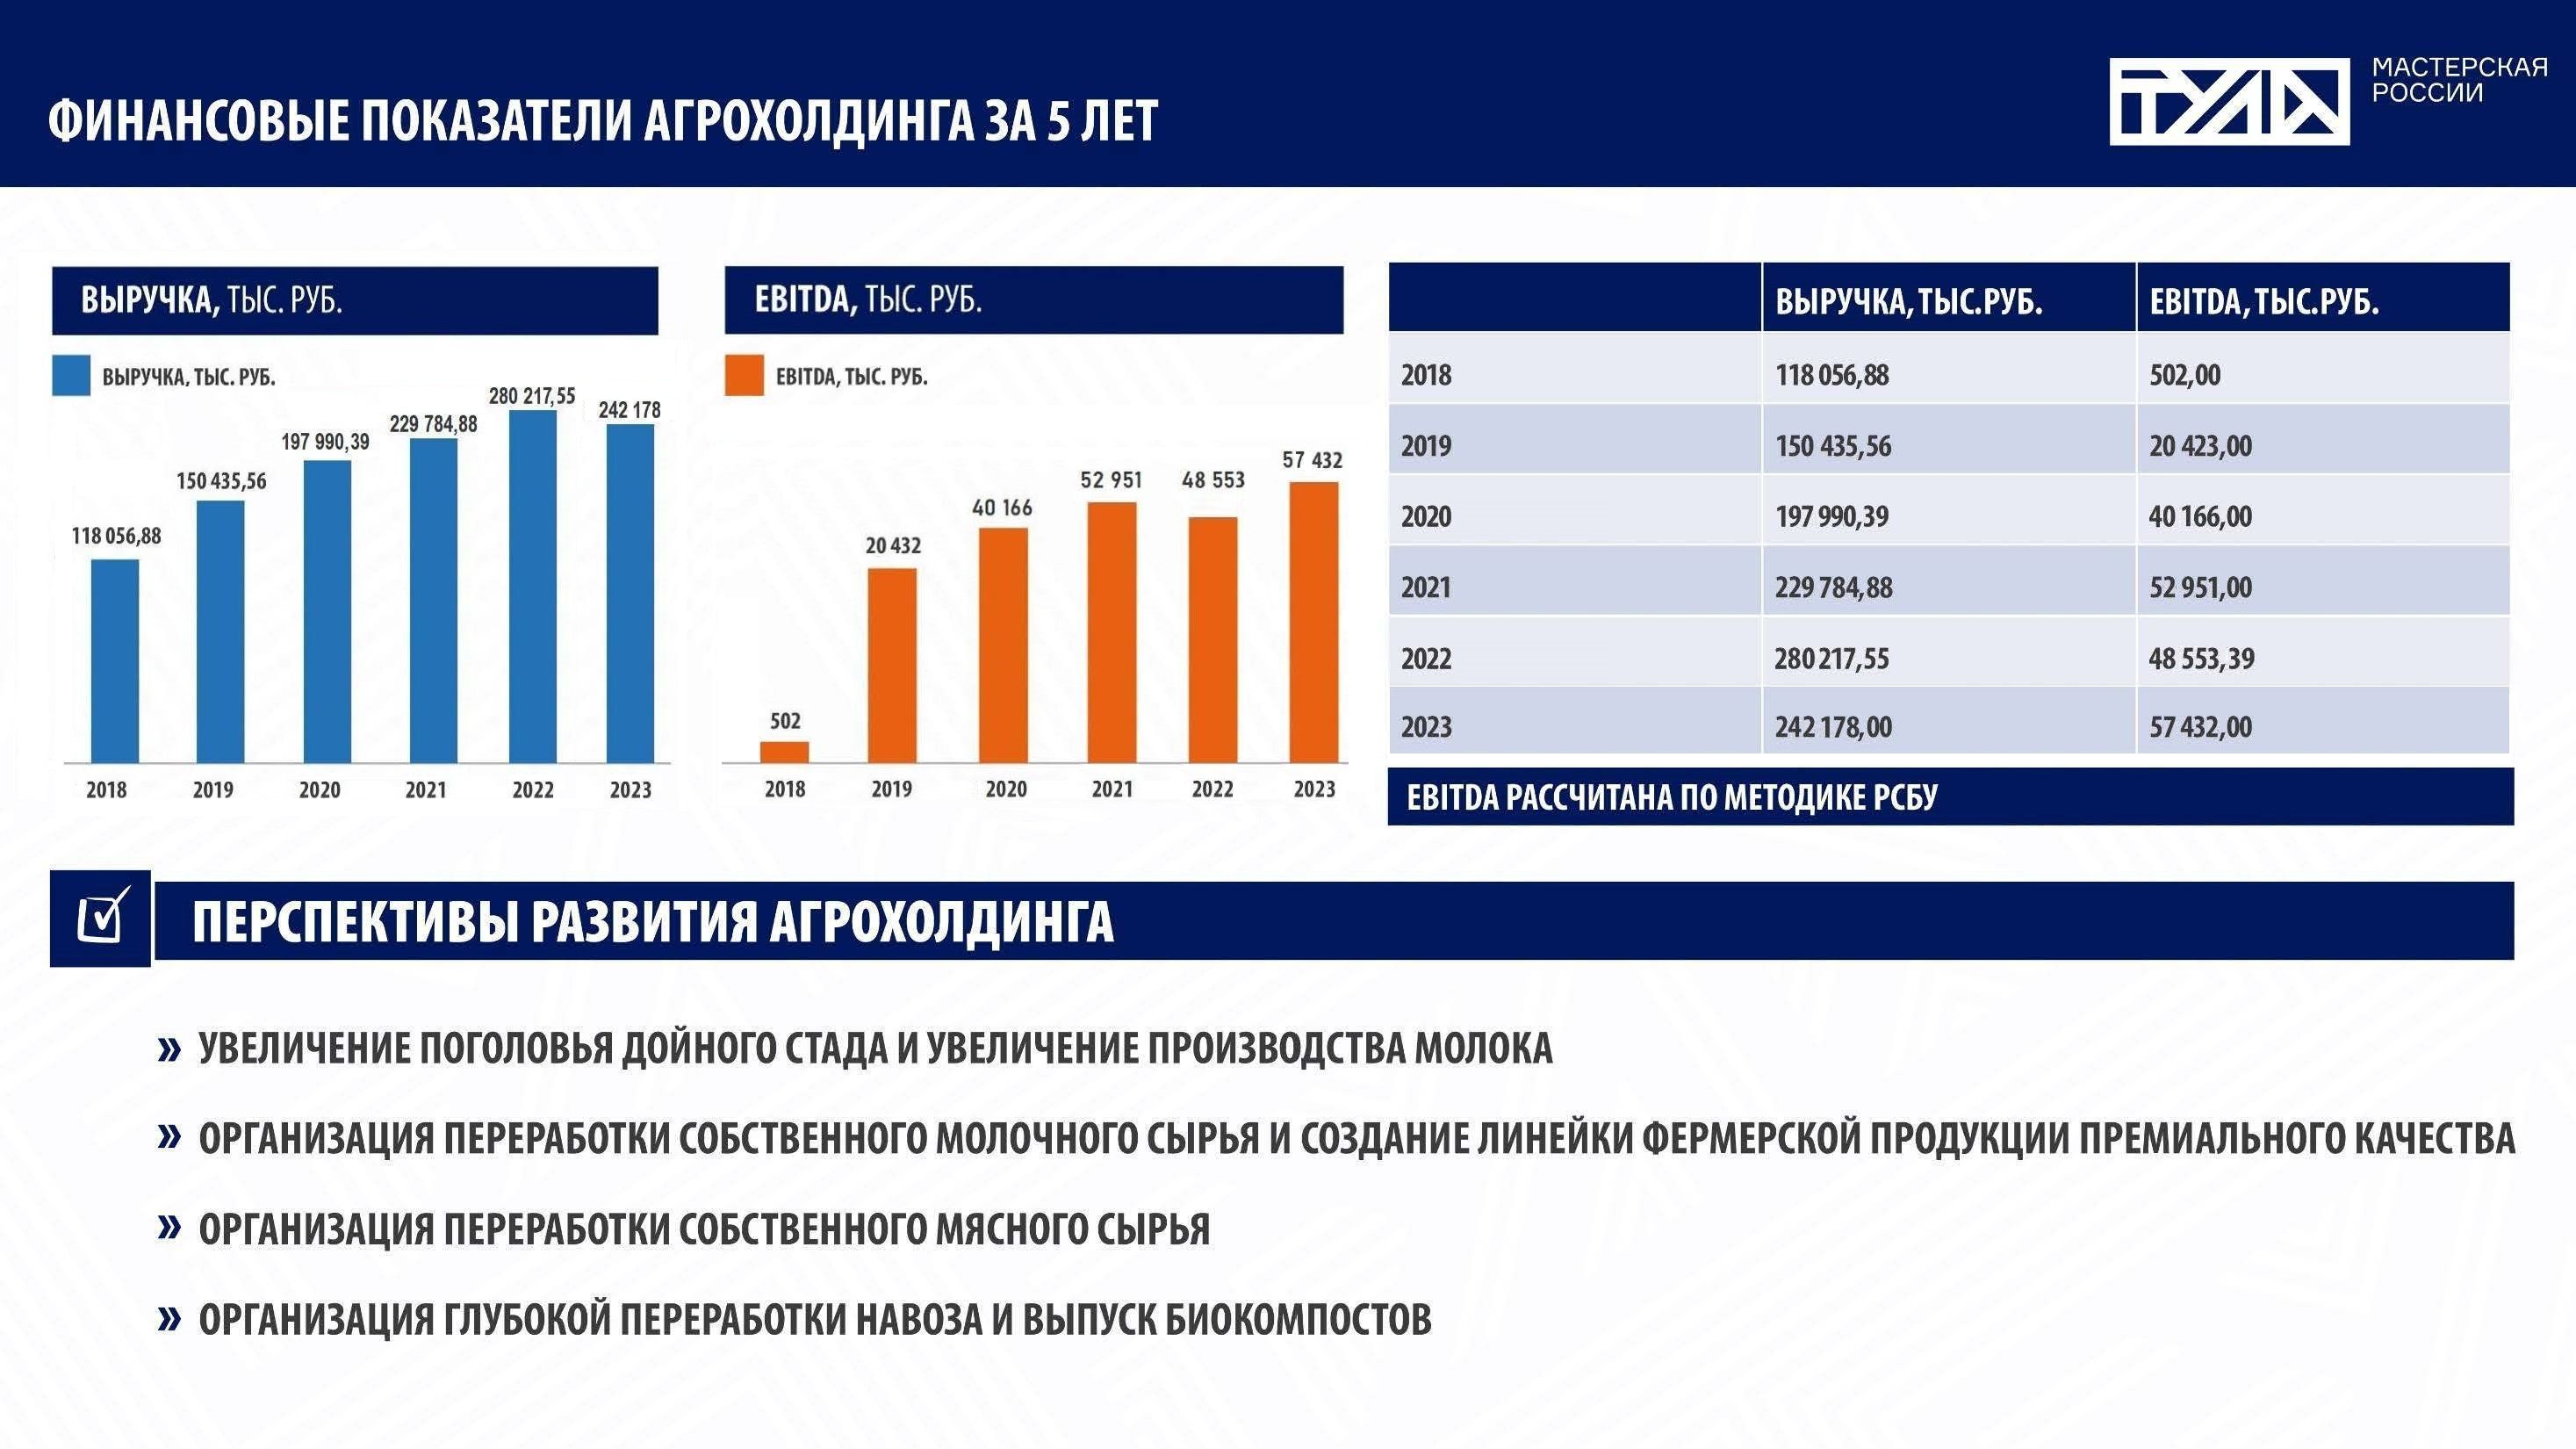 ФИНАНСОВЫЕ ПОКАЗАТЕЛИ АГРОХОЛДИНГА ЗА 5 ЛЕТ
ТУЛА
МАСТЕРСКАЯ
РОССИИ
ВЫРУЧКА, ТЫС. РУБ.
ВЫРУЧКА, ТЫС. РУБ.
118 056,88
150 435,56
197 990,39
229 784,88
280 217,55
242 178
2018 2019 2020 2021 2022 2023
EBITDA, ТЫС. РУБ.
EBITDA, ТЫС. РУБ.
502
20 432
40 166
52 951
48 553
57 432
2018 2019 2020 2021 2022 2023
ВЫРУЧКА, ТЫС.РУБ. EBITDA, ТЫС.РУБ.
2018 118 056,88 502,00
2019 150 435,56 20 423,00
2020 197 990,39 40 166,00
2021 229 784,88 52 951,00
2022 280 217,55 48 553,39
2023 242 178,00 57 432,00
EBITDA РАССЧИТАНА ПО МЕТОДИКЕ РСБУ
ПЕРСПЕКТИВЫ РАЗВИТИЯ АГРОХОЛДИНГА
» УВЕЛИЧЕНИЕ ПОГОЛОВЬЯ ДОЙНОГО СТАДА И УВЕЛИЧЕНИЕ ПРОИЗВОДСТВА МОЛОКА
» ОРГАНИЗАЦИЯ ПЕРЕРАБОТКИ СОБСТВЕННОГО МОЛОЧНОГО СЫРЬЯ И СОЗДАНИЕ ЛИНЕЙКИ ФЕРМЕРСКОЙ ПРОДУКЦИИ ПРЕМИАЛЬНОГО КАЧЕСТВА
» ОРГАНИЗАЦИЯ ПЕРЕРАБОТКИ СОБСТВЕННОГО МЯСНОГО СЫРЬЯ
» ОРГАНИЗАЦИЯ ГЛУБОКОЙ ПЕРЕРАБОТКИ НАВОЗА И ВЫПУСК БИОКОМПОСТОВ